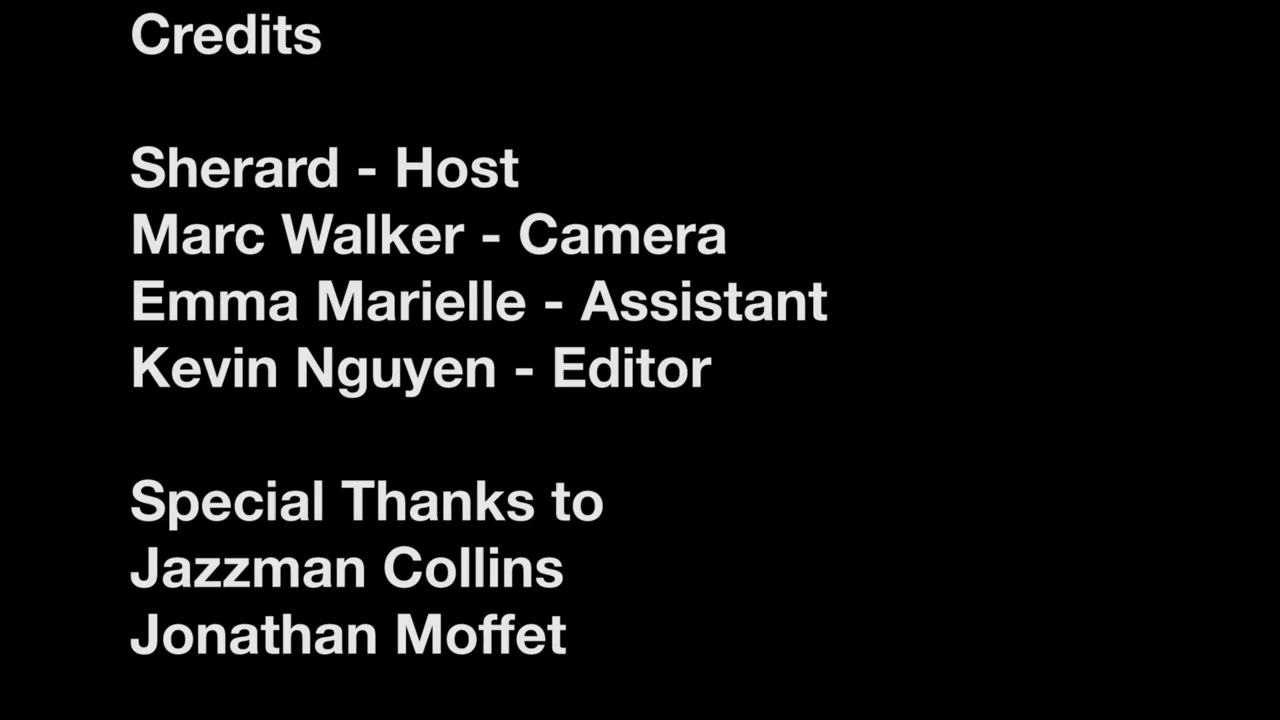 Credits
Sherard - Host
Marc Walker - Camera
Emma Marielle - Assistant
Kevin Nguyen - Editor
Special Thanks to
Jazzman Collins
Jonathan Moffet